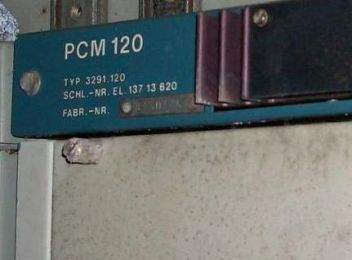 PCM 120
TYP 3291.120
SCHL.-NR. EL. 137 13 620
FABR.-NR.